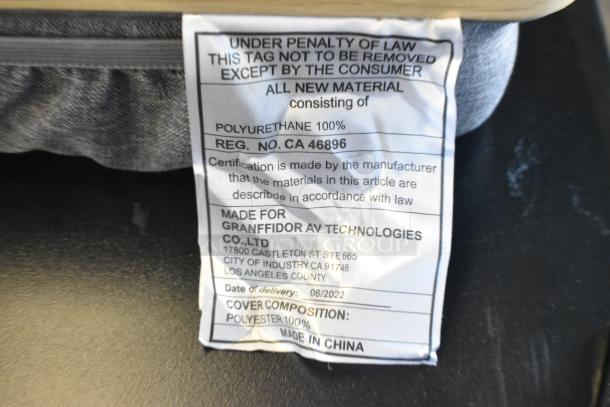 UNDER PENALTY OF LAW
THIS TAG NOT TO BE REMOVED
EXCEPT BY THE CONSUMER
ALL NEW MATERIAL
consisting of
POLYURETHANE 100%
REG. NO. CA 46896
Certification is made by the manufacturer
that the materials in this article are
describde in accordance with law
MADE FOR
GRANFFIDOR AV TECHNOLOGIES
CO.,LTD
17800 CASTLETON ST STE 665
CITY OF INDUSTRY CA 91748
LOS ANGELES COUNTY
Date of delivery: 06/2022
COVER COMPOSITION:
POLYESTER 100%
MADE IN CHINA